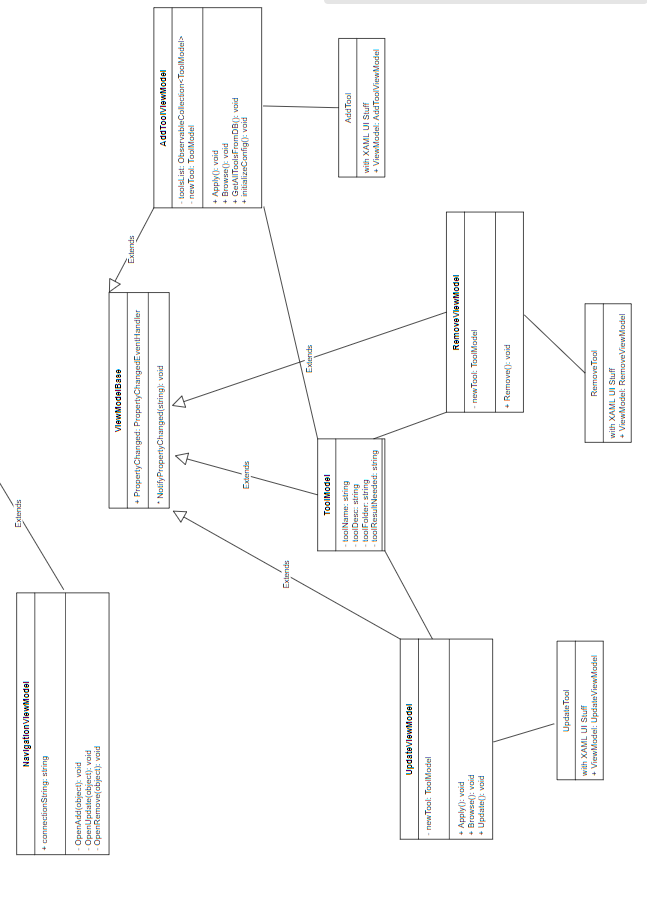 AddToolViewModel
- toolsList: ObservableCollection<ToolModel>
- newTool: ToolModel
+ Apply(): void
+ Browse(): void
+ GetAllToolsFromDB(): void
+ initializeConfig(): void
AddTool
with XAML UI Stuff
+ ViewModel: AddToolViewModel
Extends
ViewModelBase
+ PropertyChanged: PropertyChangedEventHandler
* NotifyPropertyChanged(string): void
Extends
RemoveViewModel
- newTool: ToolModel
+ Remove(): void
RemoveTool
with XAML UI Stuff
+ ViewModel: RemoveViewModel
Extends
ToolModel
- toolName: string
- toolDesc: string
- toolFolder: string
- toolResultNeeded: string
Extends
Extends
NavigationViewModel
+ connectionString: string
- OpenAdd(object): void
- OpenUpdate(object): void
- OpenRemove(object): void
UpdateViewModel
- newTool: ToolModel
+ Apply(): void
+ Browse(): void
+ Update(): void
UpdateTool
with XAML UI Stuff
+ ViewModel: UpdateViewModel